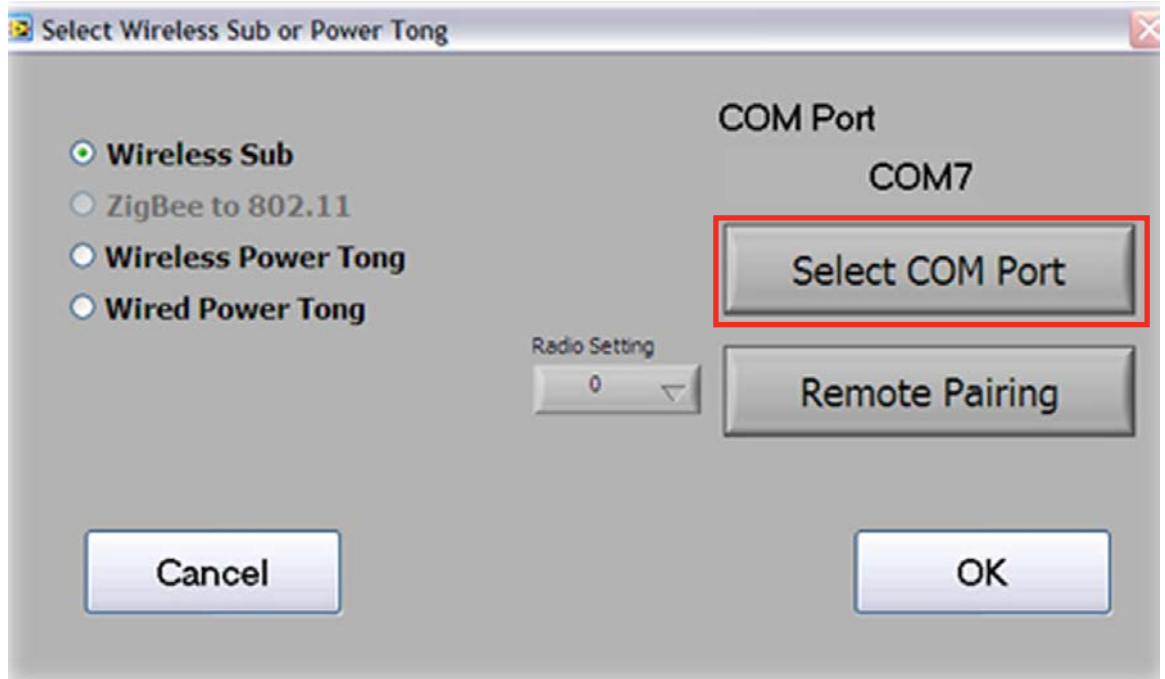 Select Wireless Sub or Power Tong
Wireless Sub
ZigBee to 802.11
Wireless Power Tong
Wired Power Tong
COM Port
COM7
Select COM Port
Radio Setting
0
Remote Pairing
Cancel
OK